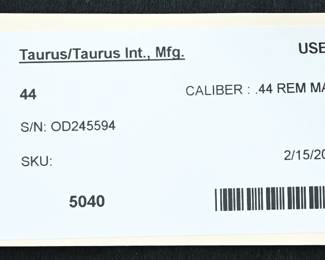 Taurus/Taurus Int., Mfg. USE
44 CALIBER : .44 REM MA
S/N: OD245594
SKU: 2/15/20
5040